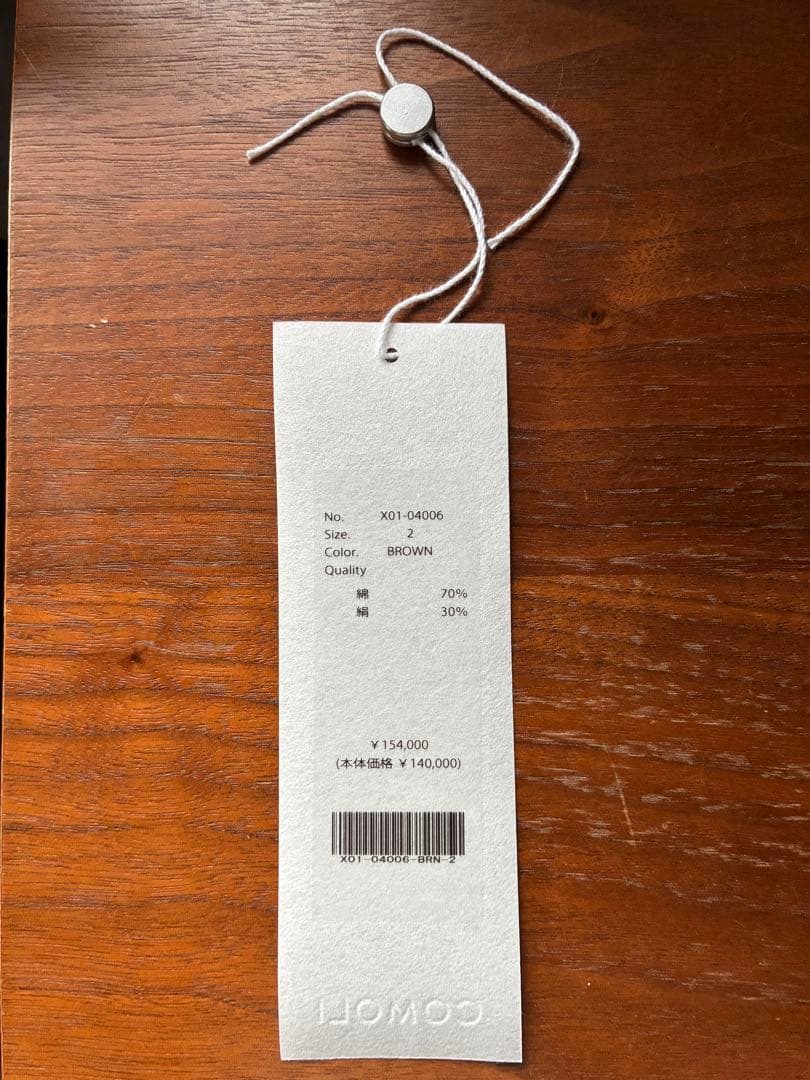 No. X01-04006
Size. 2
Color. BROWN
Quality
綿 70%
絹 30%
¥154,000
(本体価格 ¥140,000)
X01-04006-BRN-2
COMOLI